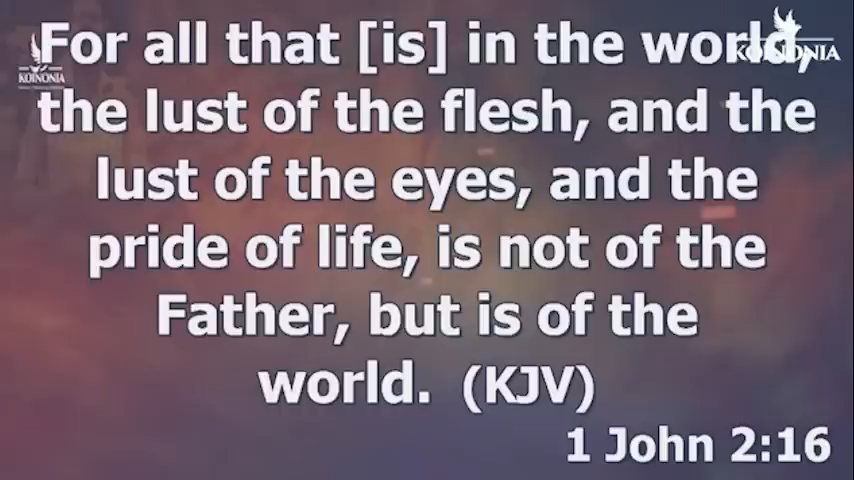 For all that [is] in the world,
the lust of the flesh, and the
lust of the eyes, and the
pride of life, is not of the
Father, but is of the
world. (KJV)
1 John 2:16
KOINONIA
KOINONIA